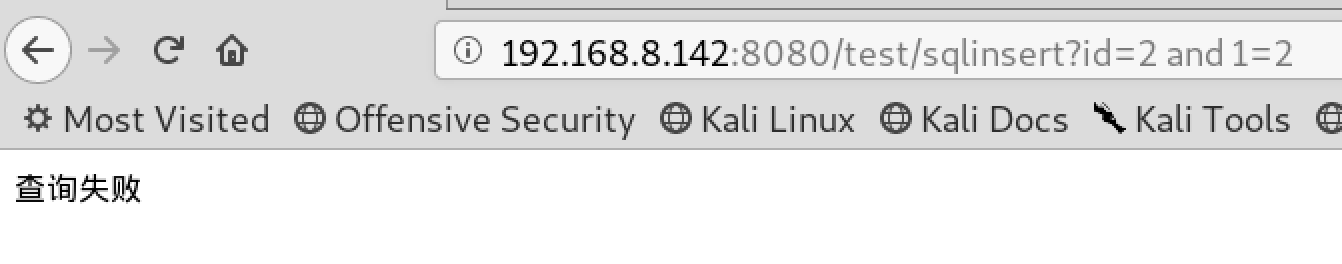 192.168.8.142:8080/test/sqlinsert?id=2 and 1=2
Most Visited Offensive Security Kali Linux Kali Docs Kali Tools
查询失败